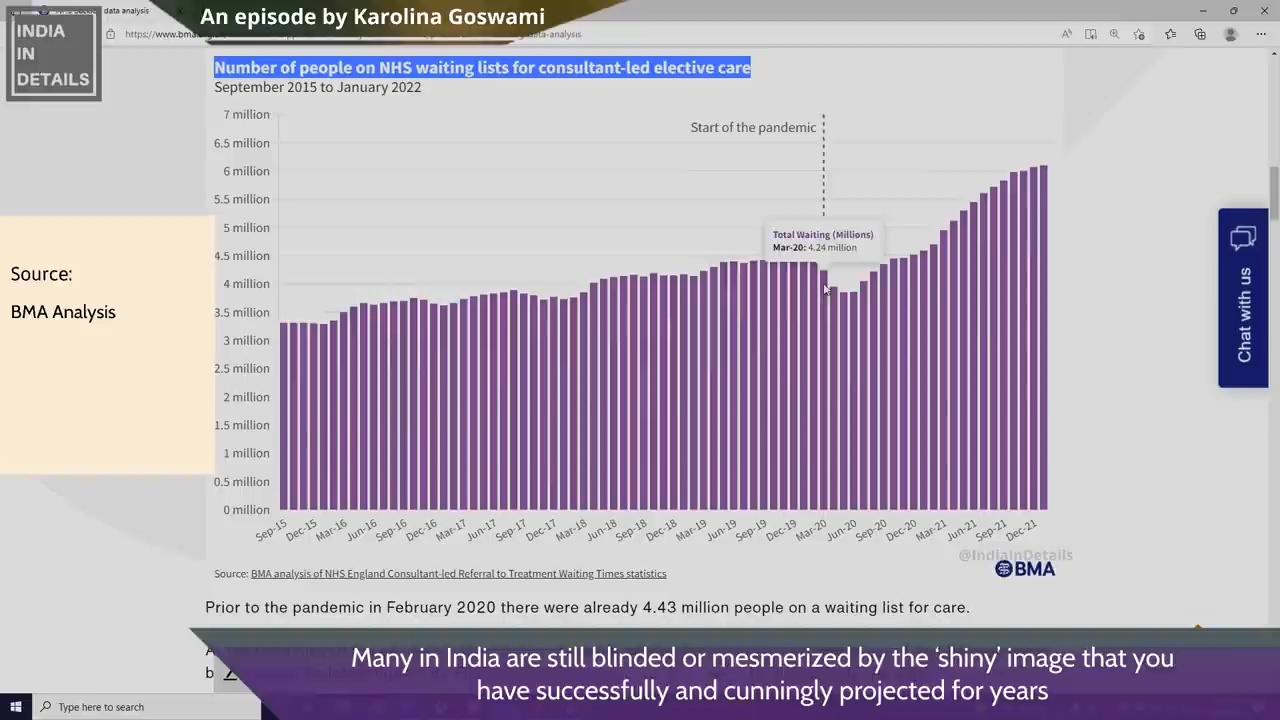 An episode by Karolina Goswami
INDIA
IN
DETAILS
data analysis
https://www.bma.
data-analysis
Number of people on NHS waiting lists for consultant-led elective care
September 2015 to January 2022
7 million
6.5 million
6 million
5.5 million
5 million
4.5 million
4 million
3.5 million
3 million
2.5 million
2 million
1.5 million
1 million
0.5 million
0 million
Start of the pandemic
Total Waiting (Millions)
Mar-20: 4.24 million
Source:
BMA Analysis
Chat with us
Sep-15 Dec-15 Mar-16 Jun-16 Sep-16 Dec-16 Mar-17 Jun-17 Sep-17 Dec-17 Mar-18 Jun-18 Sep-18 Dec-18 Mar-19 Jun-19 Sep-19 Dec-19 Mar-20 Jun-20 Sep-20 Dec-20 Mar-21 Jun-21 Sep-21 Dec-21
@IndiaInDetails
BMA
Source: BMA analysis of NHS England Consultant-led Referral to Treatment Waiting Times statistics
Prior to the pandemic in February 2020 there were already 4.43 million people on a waiting list for care.
Many in India are still blinded or mesmerized by the ‘shiny’ image that you
have successfully and cunningly projected for years
Type here to search